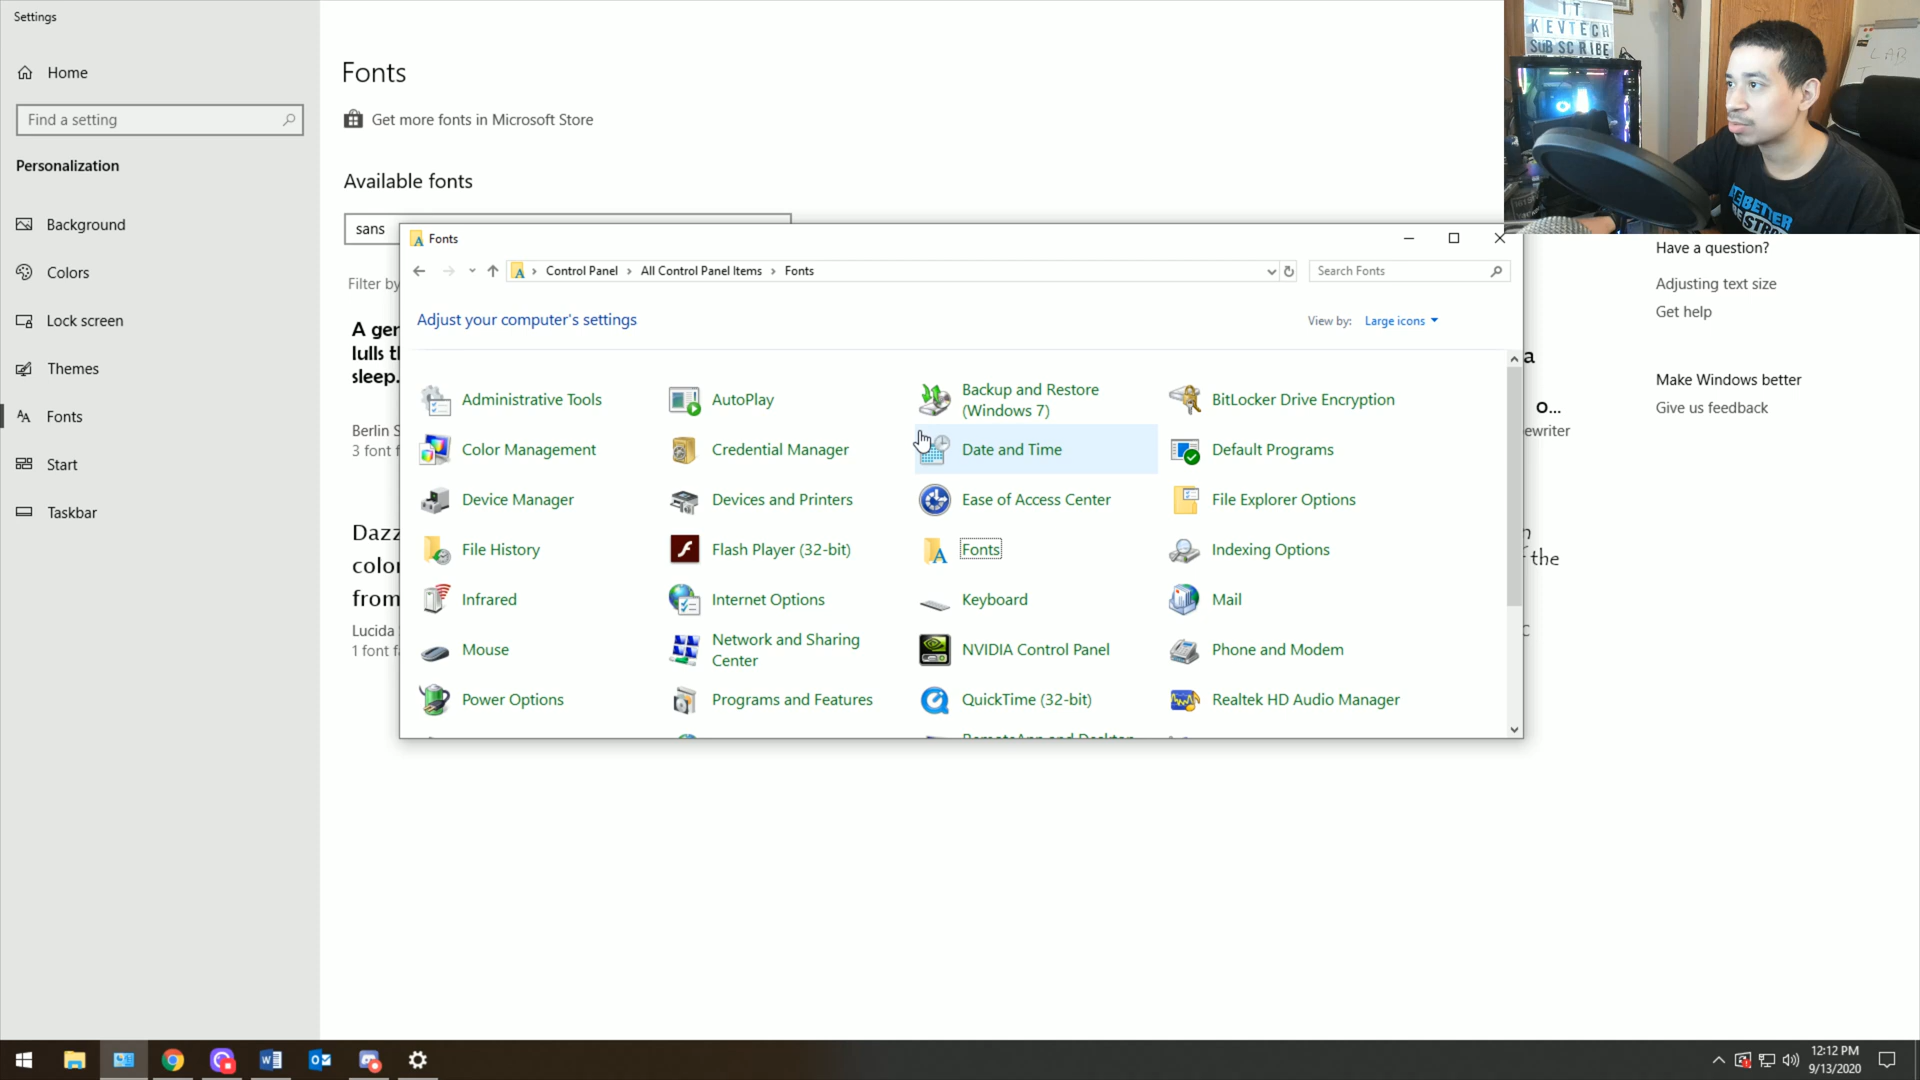 Settings
Home
Find a setting
Personalization
Background
Colors
Lock screen
Themes
Fonts
Start
Taskbar
Fonts
Get more fonts in Microsoft Store
Available fonts
sans
Filter by
A ger
lulls t
sleep.
Berlin S
3 font f
Dazz
color
from
Lucida
1 font f
Fonts
Control Panel > All Control Panel Items > Fonts
Search Fonts
Adjust your computer's settings
View by: Large icons
Administrative Tools
AutoPlay
Backup and Restore
(Windows 7)
BitLocker Drive Encryption
Color Management
Credential Manager
Date and Time
Default Programs
Device Manager
Devices and Printers
Ease of Access Center
File Explorer Options
File History
Flash Player (32-bit)
Fonts
Indexing Options
Infrared
Internet Options
Keyboard
Mail
Mouse
Network and Sharing
Center
NVIDIA Control Panel
Phone and Modem
Power Options
Programs and Features
QuickTime (32-bit)
Realtek HD Audio Manager
RemoteApp and Desktop
a
o...
ewriter
n
f the
c
Have a question?
Adjusting text size
Get help
Make Windows better
Give us feedback
I T
KEVTECH
SUBSCRIBE
LAB
12:12 PM
9/13/2020